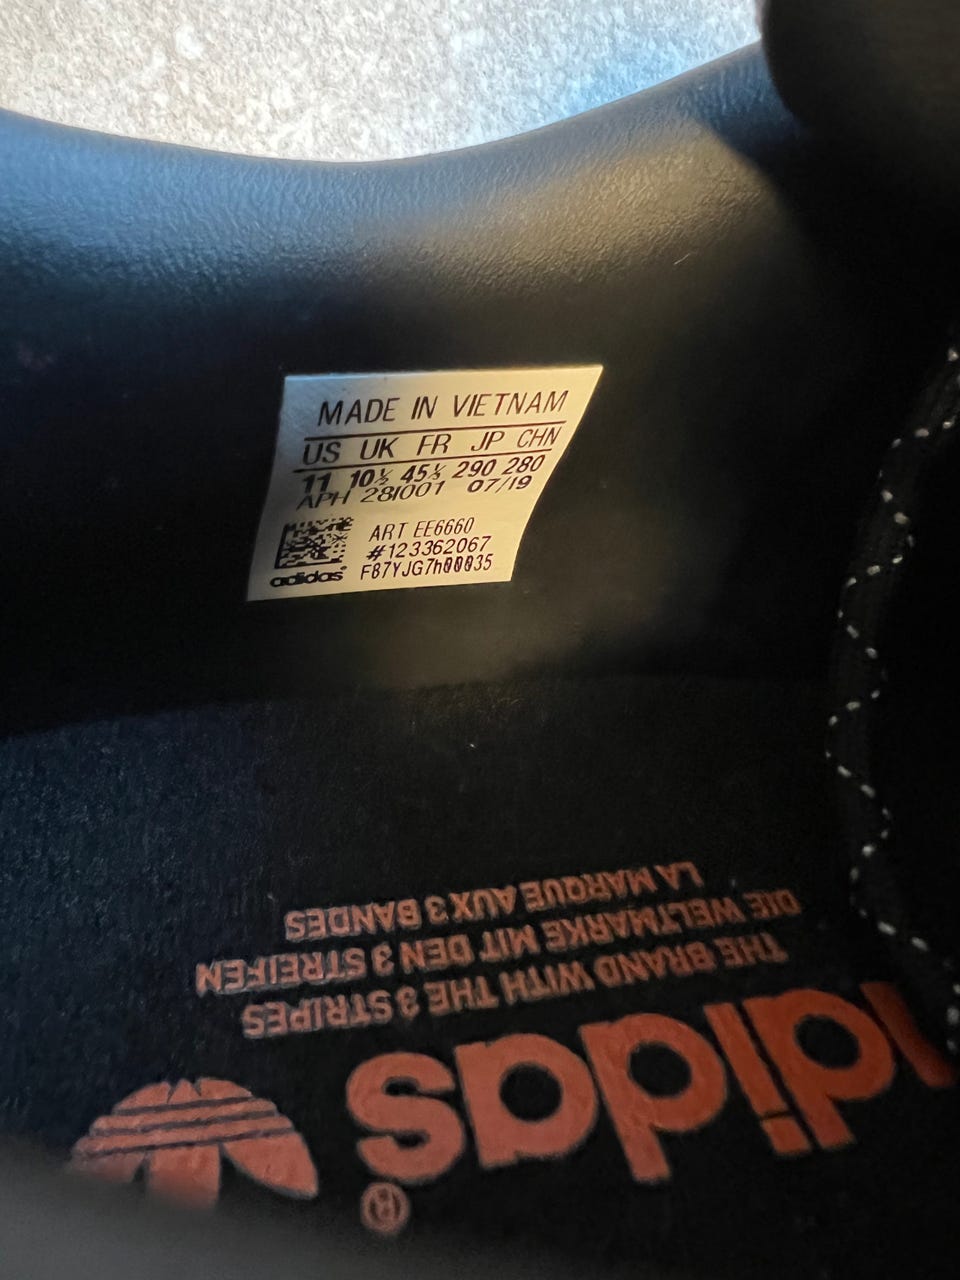 MADE IN VIETNAM
US UK FR JP CHN
11 10½ 45⅓ 290 280
APH 281001 07/19
ART EE6660
#123362067
F87YJG7h00035
adidas
adidas®
THE BRAND WITH THE 3 STRIPES
DIE WELTMARKE MIT DEN 3 STREIFEN
LA MARQUE AUX 3 BANDES